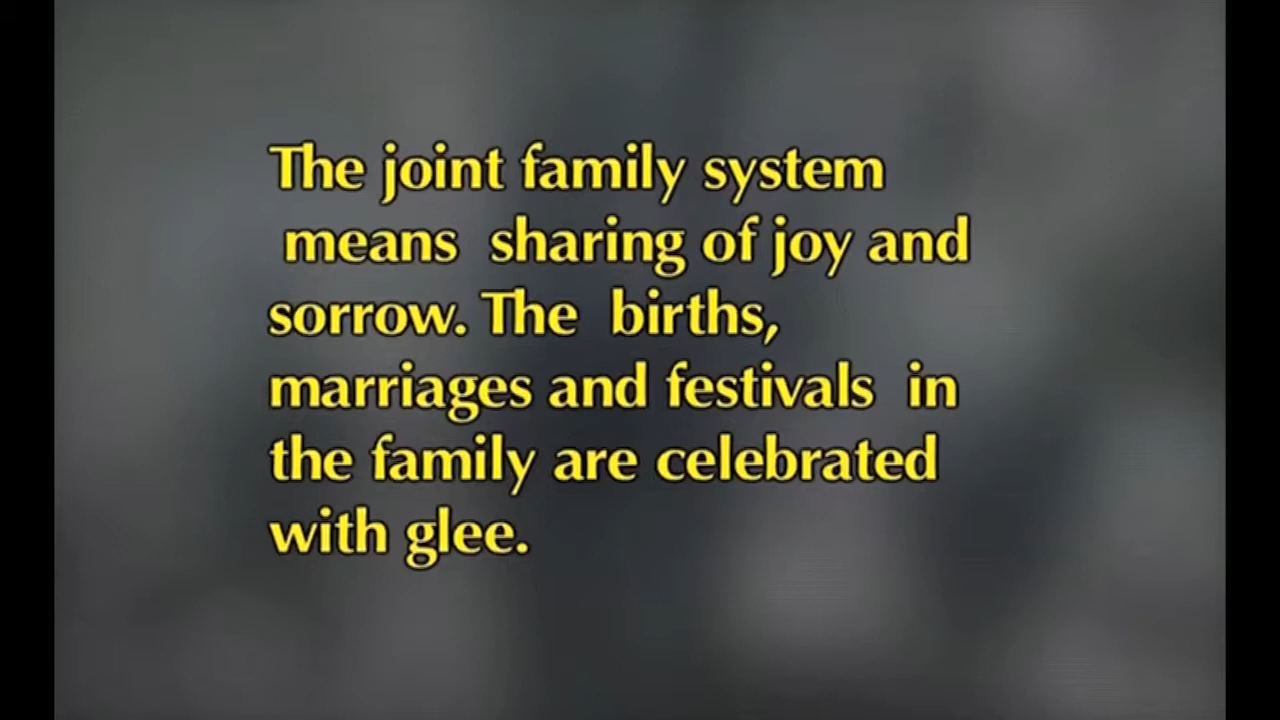 The joint family system
means sharing of joy and
sorrow. The births,
marriages and festivals in
the family are celebrated
with glee.